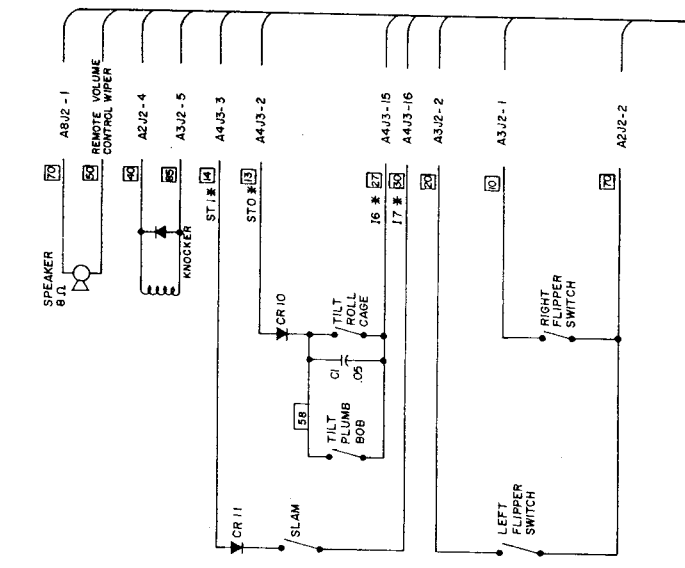 A8J2-1
REMOTE VOLUME
CONTROL WIPER
A2J2-4
A3J2-5
A4J3-3
A4J3-2
A4J3-15
A4J3-16
A3J2-2
A3J2-1
A2J2-2
70
50
40
85
ST1* 14
STO* 13
I6* 27
I7* 30
20
10
70
SPEAKER
8Ω
KNOCKER
CR10
TILT
ROLL
CAGE
C1
.05
58
TILT
PLUMB
BOB
RIGHT
FLIPPER
SWITCH
CR11
SLAM
LEFT
FLIPPER
SWITCH